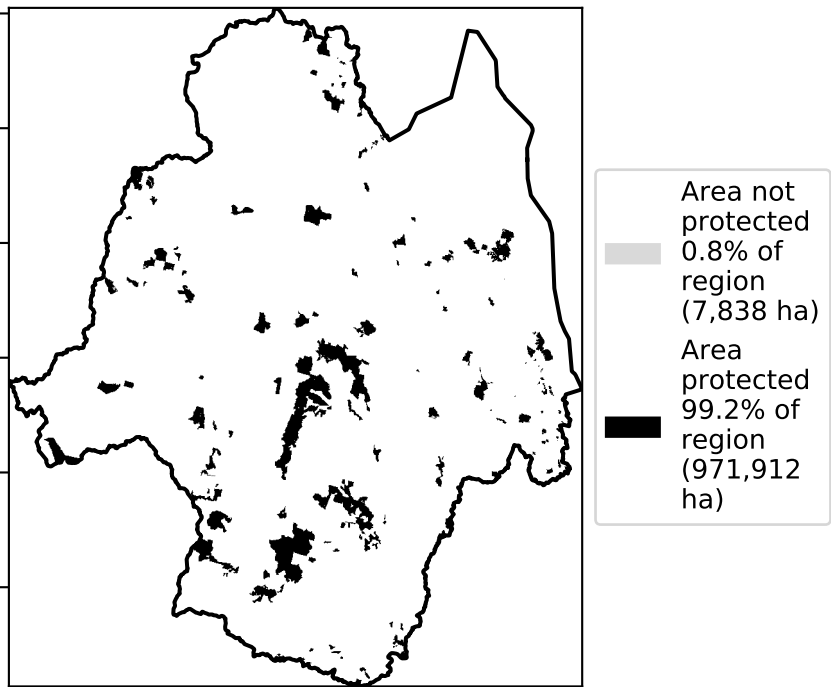 Area not
protected
0.8% of
region
(7,838 ha)
Area
protected
99.2% of
region
(971,912
ha)